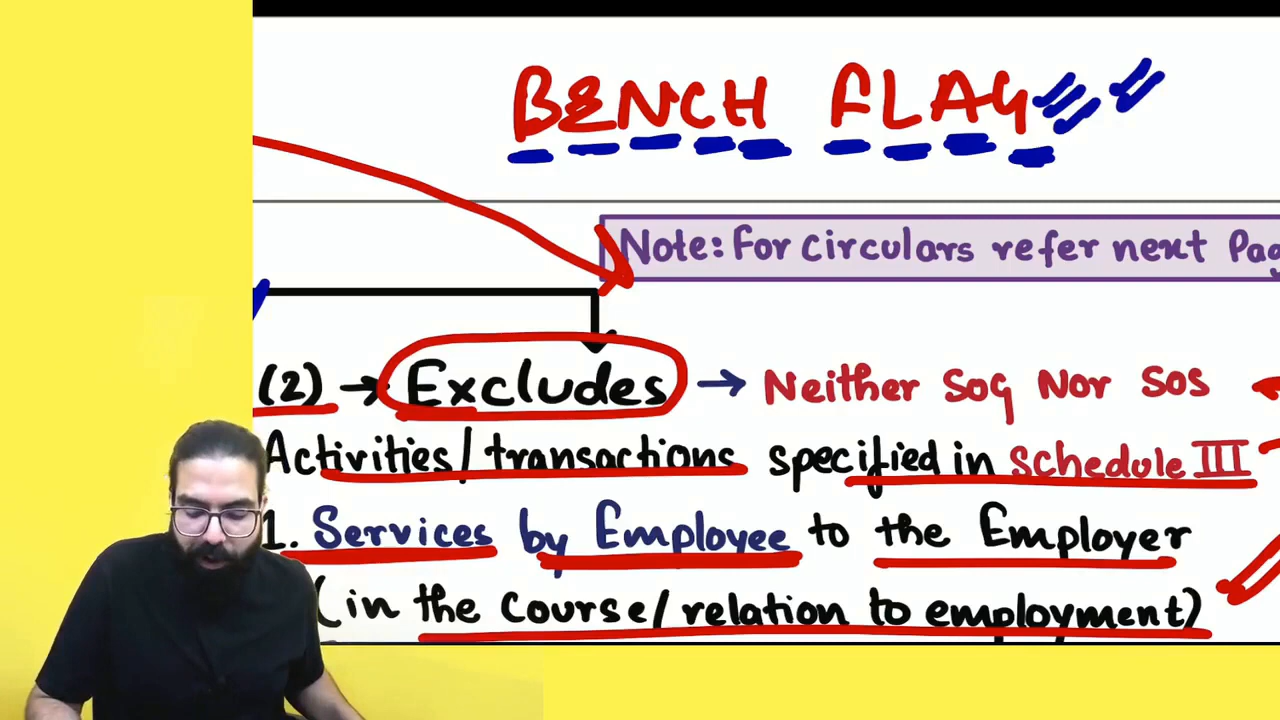 BENCH FLAG
Note: For Circulars refer next Pag
(2) → Excludes → Neither SOG Nor SOS
Activities/transactions specified in Schedule III
1. Services by Employee to the Employer
(in the course/relation to employment)